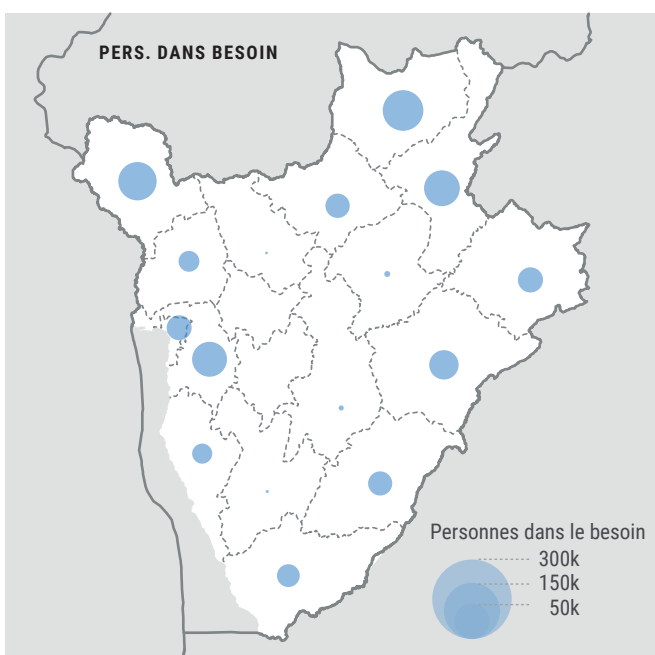 PERS. DANS BESOIN
Personnes dans le besoin
300k
150k
50k